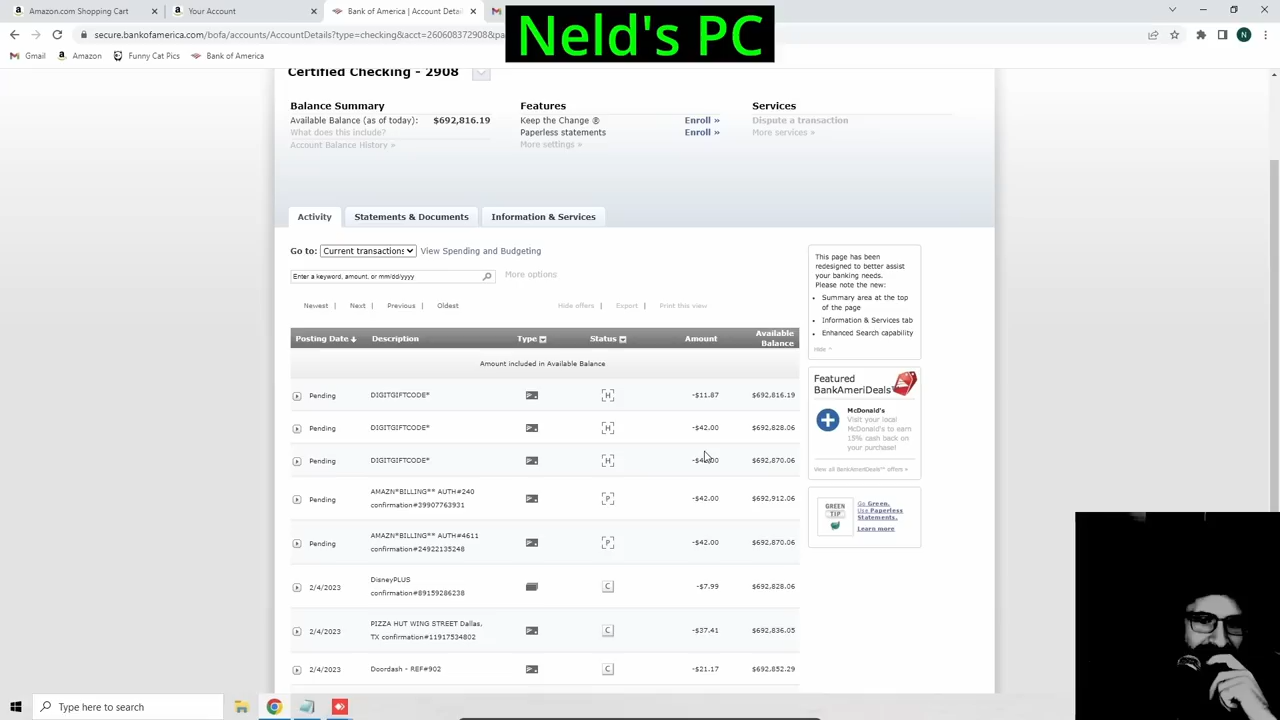 Amazon.com Shopping Cart
Your Account
Bank of America | Account Deta
Neld's PC
secure.bankofamerica.com/bofa/accounts/AccountDetails?type=checking&acct=260608372908&pa
N
Gmail
Amazon
Funny Cat Pics
Bank of America
Certified Checking - 2908
Balance Summary
Available Balance (as of today): $692,816.19
What does this include?
Account Balance History »
Features
Keep the Change ® Enroll »
Paperless statements Enroll »
More settings »
Services
Dispute a transaction
More services »
Activity
Statements & Documents
Information & Services
Go to: Current transactions View Spending and Budgeting
Enter a keyword, amount, or mm/dd/yyyy
More options
Newest | Next | Previous | Oldest
Hide offers | Export | Print this view
Posting Date Description Type Status Amount Available Balance
Amount included in Available Balance
Pending DIGITGIFTCODE* H -$11.87 $692,816.19
Pending DIGITGIFTCODE* H -$42.00 $692,828.06
Pending DIGITGIFTCODE* H $692,870.06
Pending AMAZN*BILLING** AUTH#240 P -$42.00 $692,912.06
confirmation#39907763931
Pending AMAZN*BILLING** AUTH#4611 P -$42.00 $692,870.06
confirmation#24922135248
2/4/2023 DisneyPLUS C -$7.99 $692,828.06
confirmation#89159286238
2/4/2023 PIZZA HUT WING STREET Dallas, C -$37.41 $692,836.05
TX confirmation#11917534802
2/4/2023 Doordash - REF#902 C -$21.17 $692,852.29
This page has been
redesigned to better assist
your banking needs.
Please note the new:
• Summary area at the top
of the page
• Information & Services tab
• Enhanced Search capability
Hide
Featured
BankAmeriDeals
McDonald's
Visit your local
McDonald's to earn
15% cash back on
your purchase!
View all BankAmeriDeals™ offers »
GREEN
TIP
Go Green.
Use Paperless
Statements.
Learn more
Type here to search